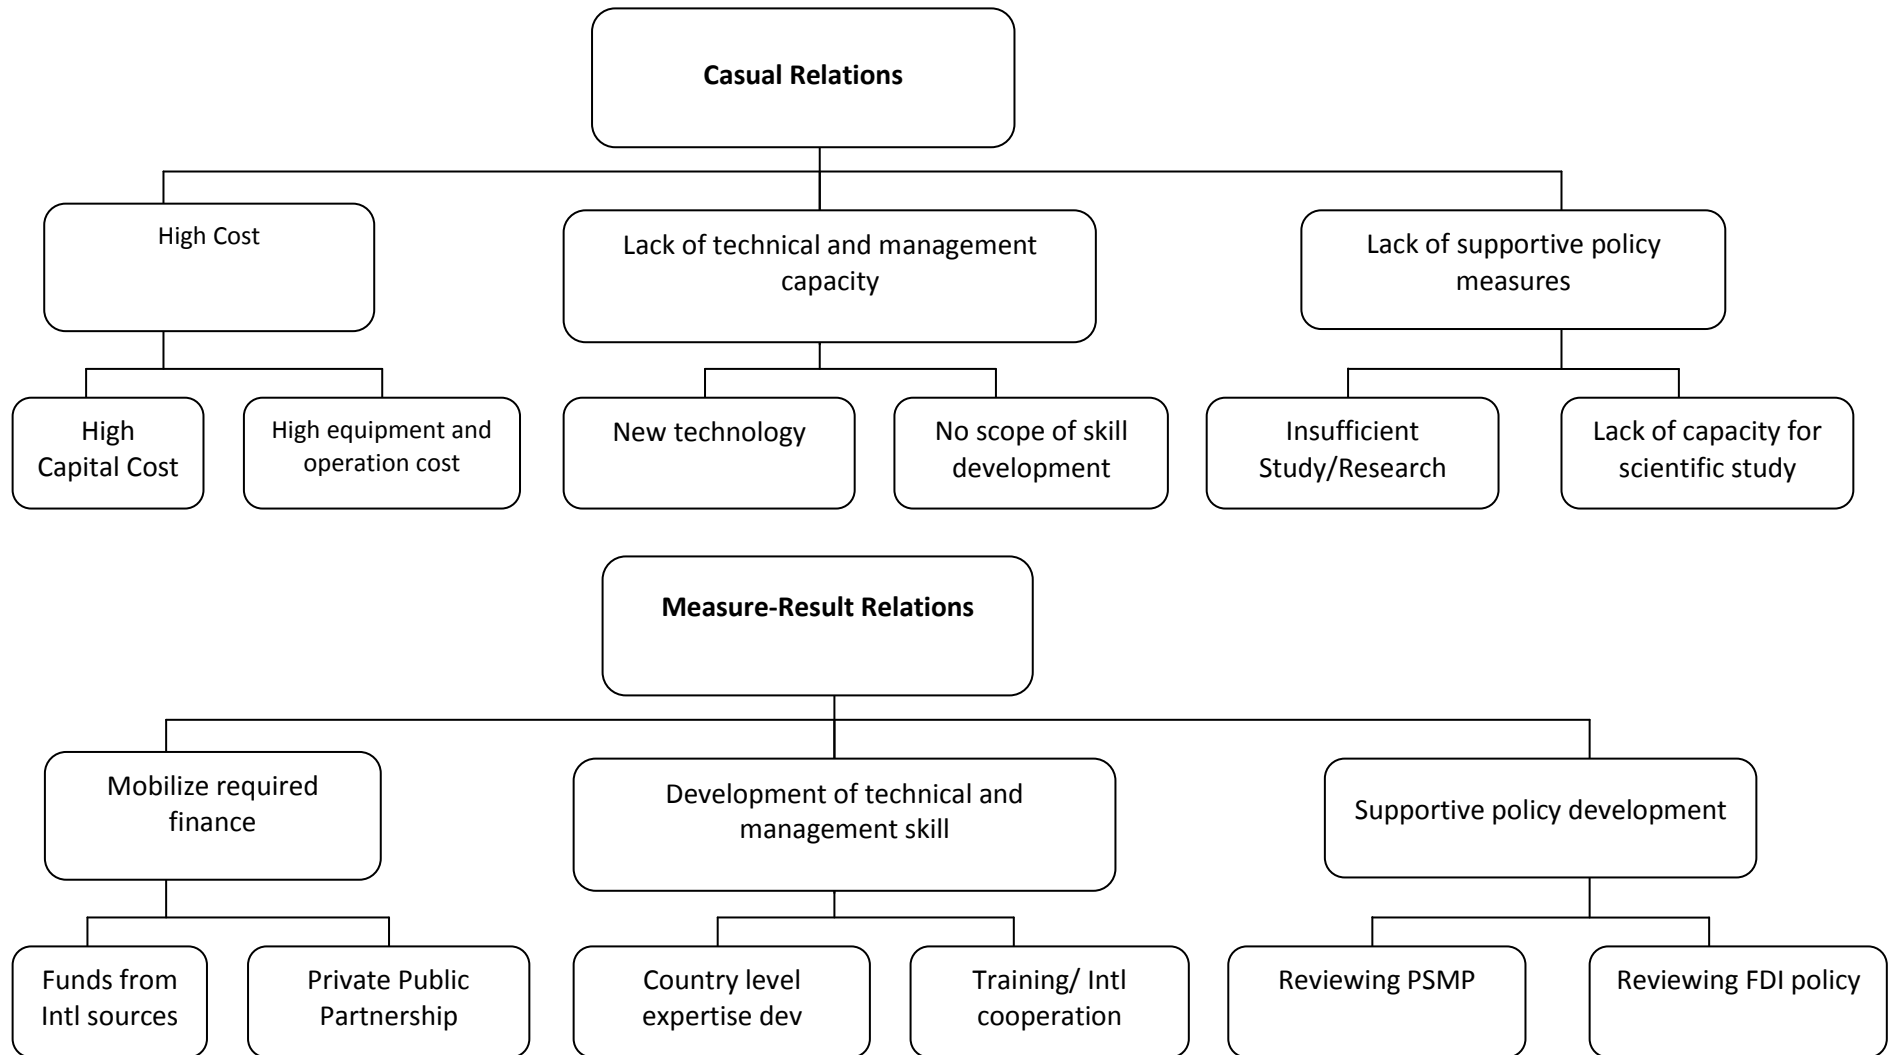 Casual Relations
High Cost
Lack of technical and management
capacity
Lack of supportive policy
measures
High
Capital Cost
High equipment and
operation cost
New technology
No scope of skill
development
Insufficient
Study/Research
Lack of capacity for
scientific study
Measure-Result Relations
Mobilize required
finance
Development of technical and
management skill
Supportive policy development
Funds from
Intl sources
Private Public
Partnership
Country level
expertise dev
Training/ Intl
cooperation
Reviewing PSMP
Reviewing FDI policy